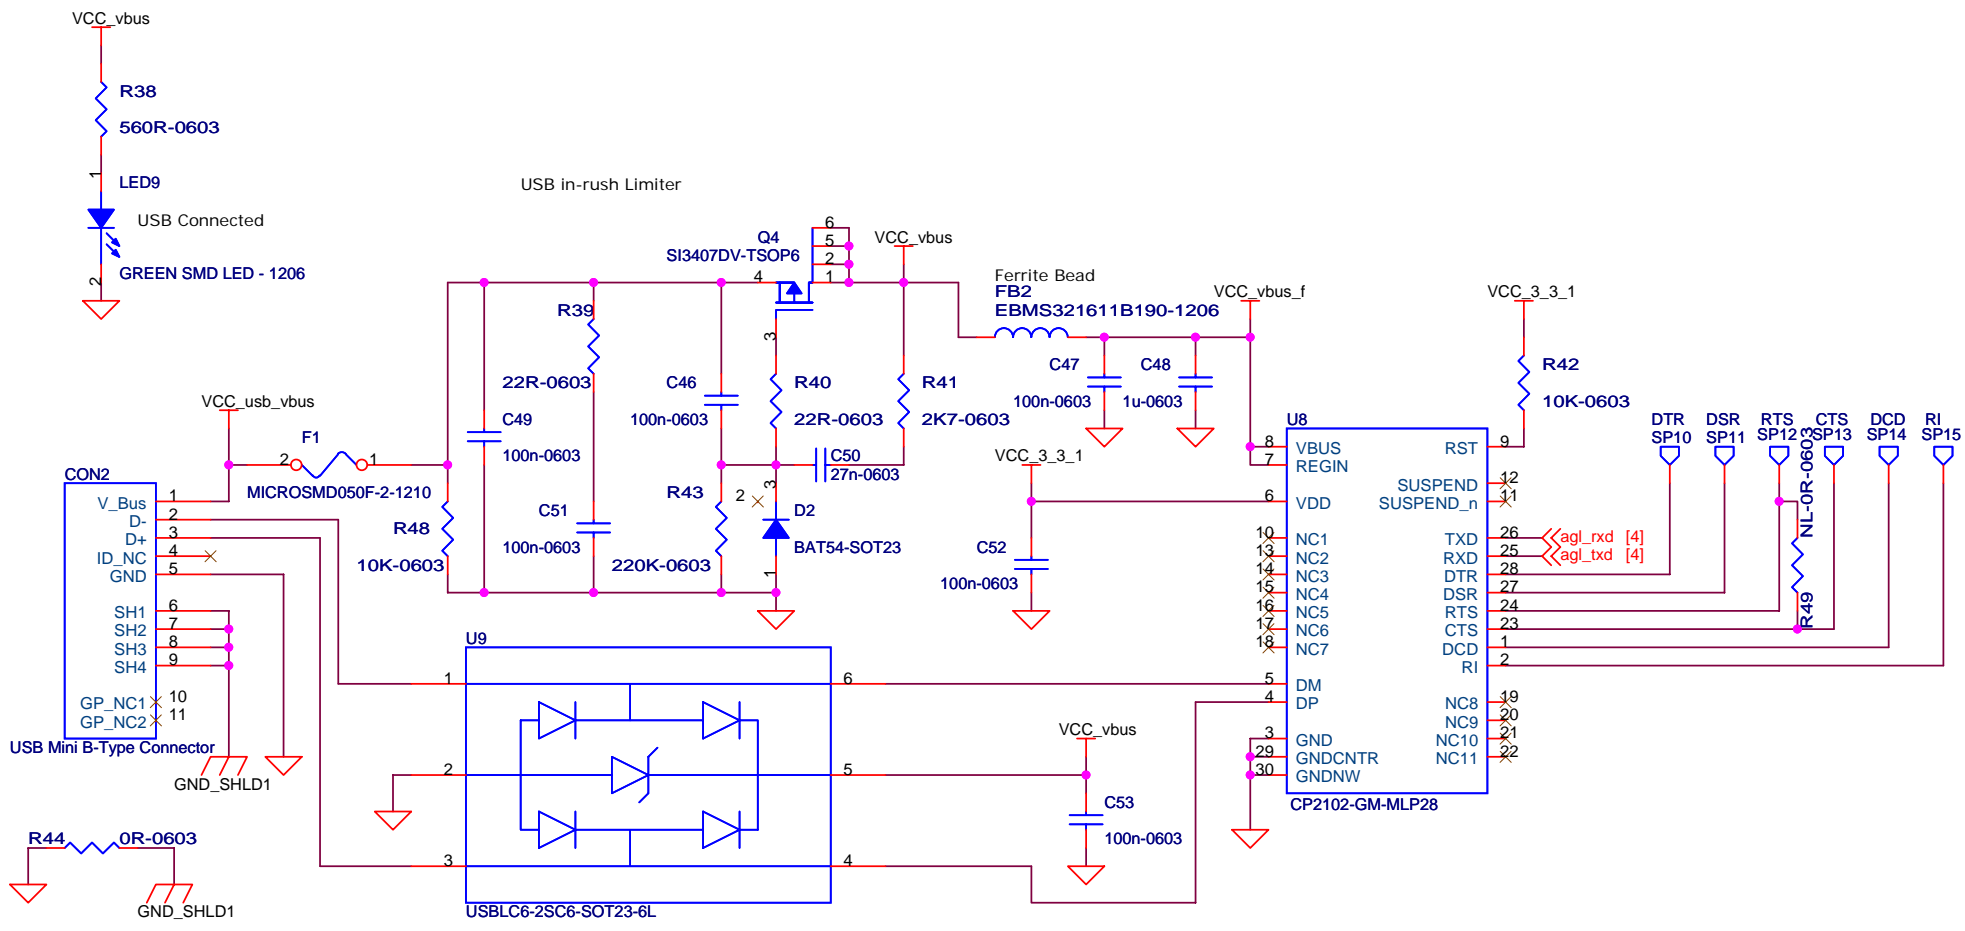 VCC_vbus
R38
560R-0603
1
LED9
USB Connected
GREEN SMD LED - 1206
2
USB in-rush Limiter
Q4
SI3407DV-TSOP6
6
5
2
1
4
3
VCC_vbus
Ferrite Bead
FB2
EBMS321611B190-1206
VCC_vbus_f
VCC_3_3_1
R39
22R-0603
C46
100n-0603
R40
22R-0603
R41
2K7-0603
C47
100n-0603
C48
1u-0603
R42
10K-0603
VCC_usb_vbus
F1
2
1
MICROSMD050F-2-1210
C49
100n-0603
C50
27n-0603
R48
10K-0603
C51
100n-0603
R43
220K-0603
2
3
D2
BAT54-SOT23
1
VCC_3_3_1
C52
100n-0603
CON2
V_Bus 1
D- 2
D+ 3
ID_NC 4
GND 5
SH1 6
SH2 7
SH3 8
SH4 9
GP_NC1 10
GP_NC2 11
USB Mini B-Type Connector
GND_SHLD1
R44 0R-0603
GND_SHLD1
U9
1
2
3
6
5
4
USBLC6-2SC6-SOT23-6L
VCC_vbus
C53
100n-0603
U8
8 VBUS
7 REGIN
6 VDD
10 NC1
13 NC2
14 NC3
15 NC4
16 NC5
17 NC6
18 NC7
5 DM
4 DP
3 GND
29 GNDCNTR
30 GNDNW
RST 9
SUSPEND 12
SUSPEND_n 11
TXD 26
RXD 25
DTR 28
DSR 27
RTS 24
CTS 23
DCD 1
RI 2
NC8 19
NC9 20
NC10 21
NC11 22
CP2102-GM-MLP28
agl_rxd [4]
agl_txd [4]
DTR
SP10
DSR
SP11
RTS
SP12
CTS
SP13
DCD
SP14
RI
SP15
NL-0R-0603
R49